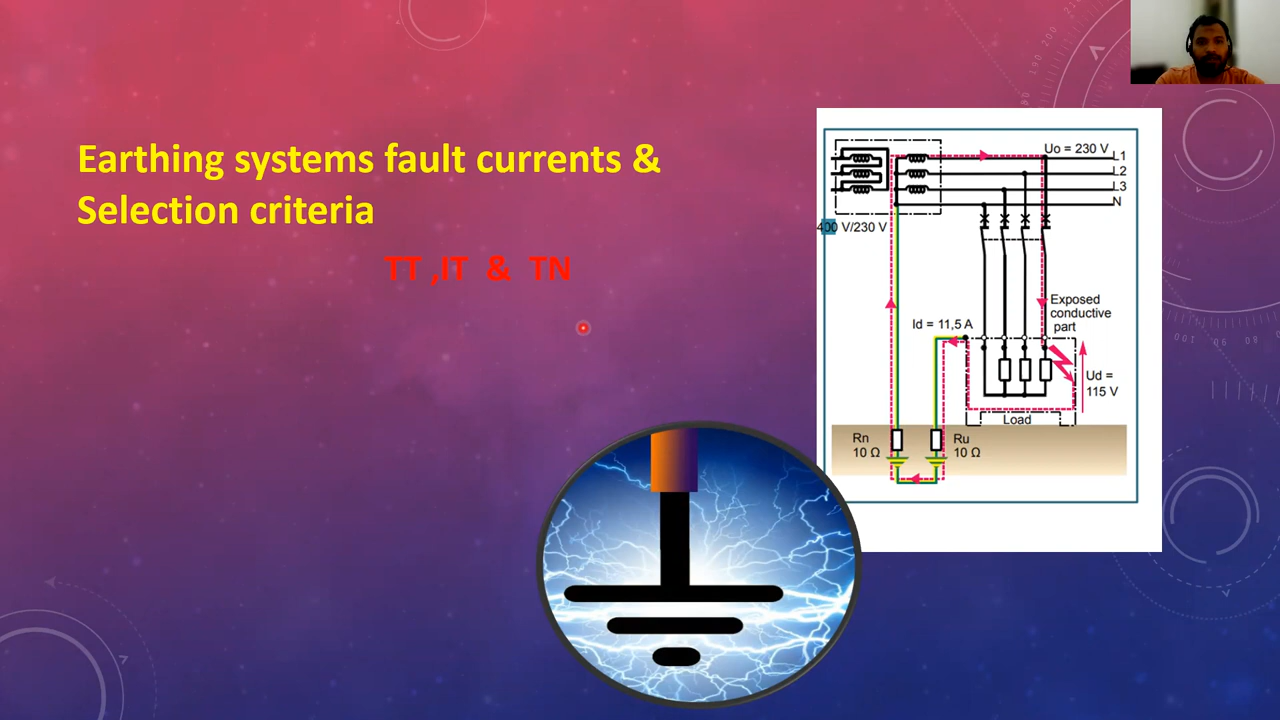 Earthing systems fault currents &
Selection criteria
TT ,IT & TN
Uo = 230 V
L1
L2
L3
N
400 V/230 V
Exposed
conductive
part
Id = 11,5 A
Ud =
115 V
Load
Rn
10 Ω
Ru
10 Ω